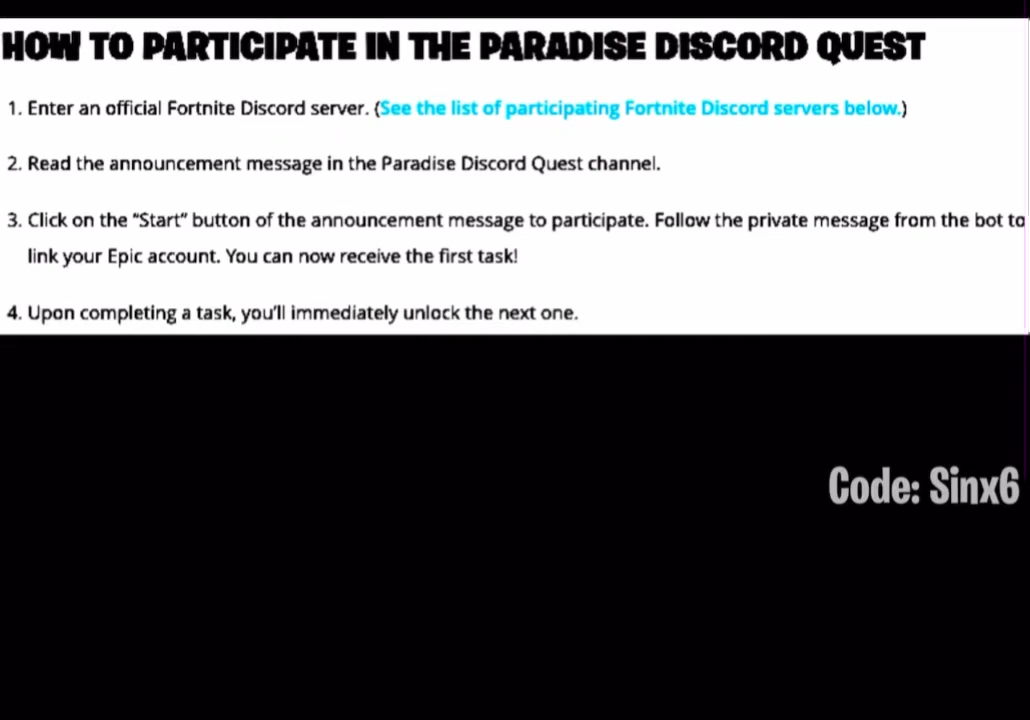 HOW TO PARTICIPATE IN THE PARADISE DISCORD QUEST
1. Enter an official Fortnite Discord server. (See the list of participating Fortnite Discord servers below.)
2. Read the announcement message in the Paradise Discord Quest channel.
3. Click on the “Start” button of the announcement message to participate. Follow the private message from the bot to
link your Epic account. You can now receive the first task!
4. Upon completing a task, you’ll immediately unlock the next one.
Code: Sinx6